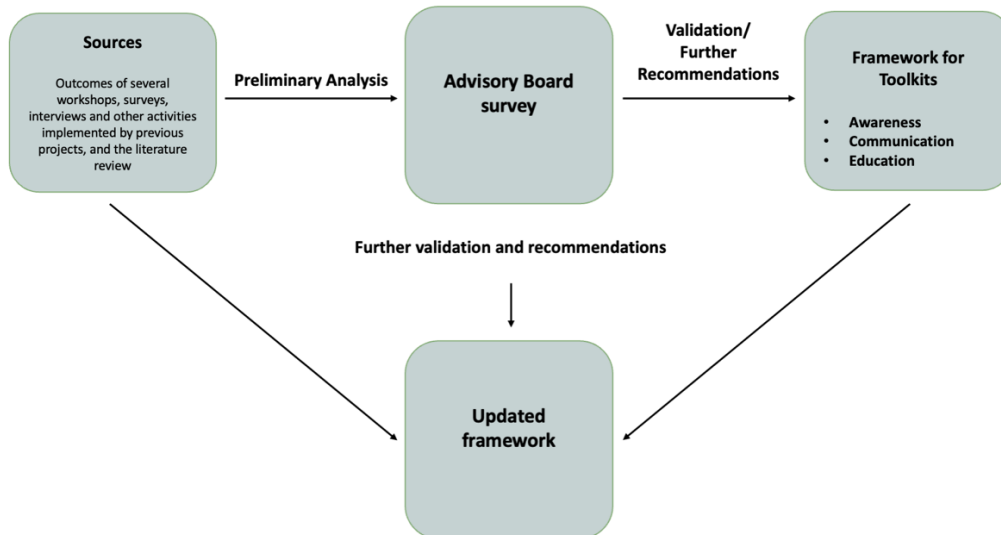 Sources
Outcomes of several
workshops, surveys,
interviews and other activities
implemented by previous
projects, and the literature
review
Preliminary Analysis
Advisory Board
survey
Validation/
Further
Recommendations
Framework for
Toolkits
• Awareness
• Communication
• Education
Further validation and recommendations
Updated
framework